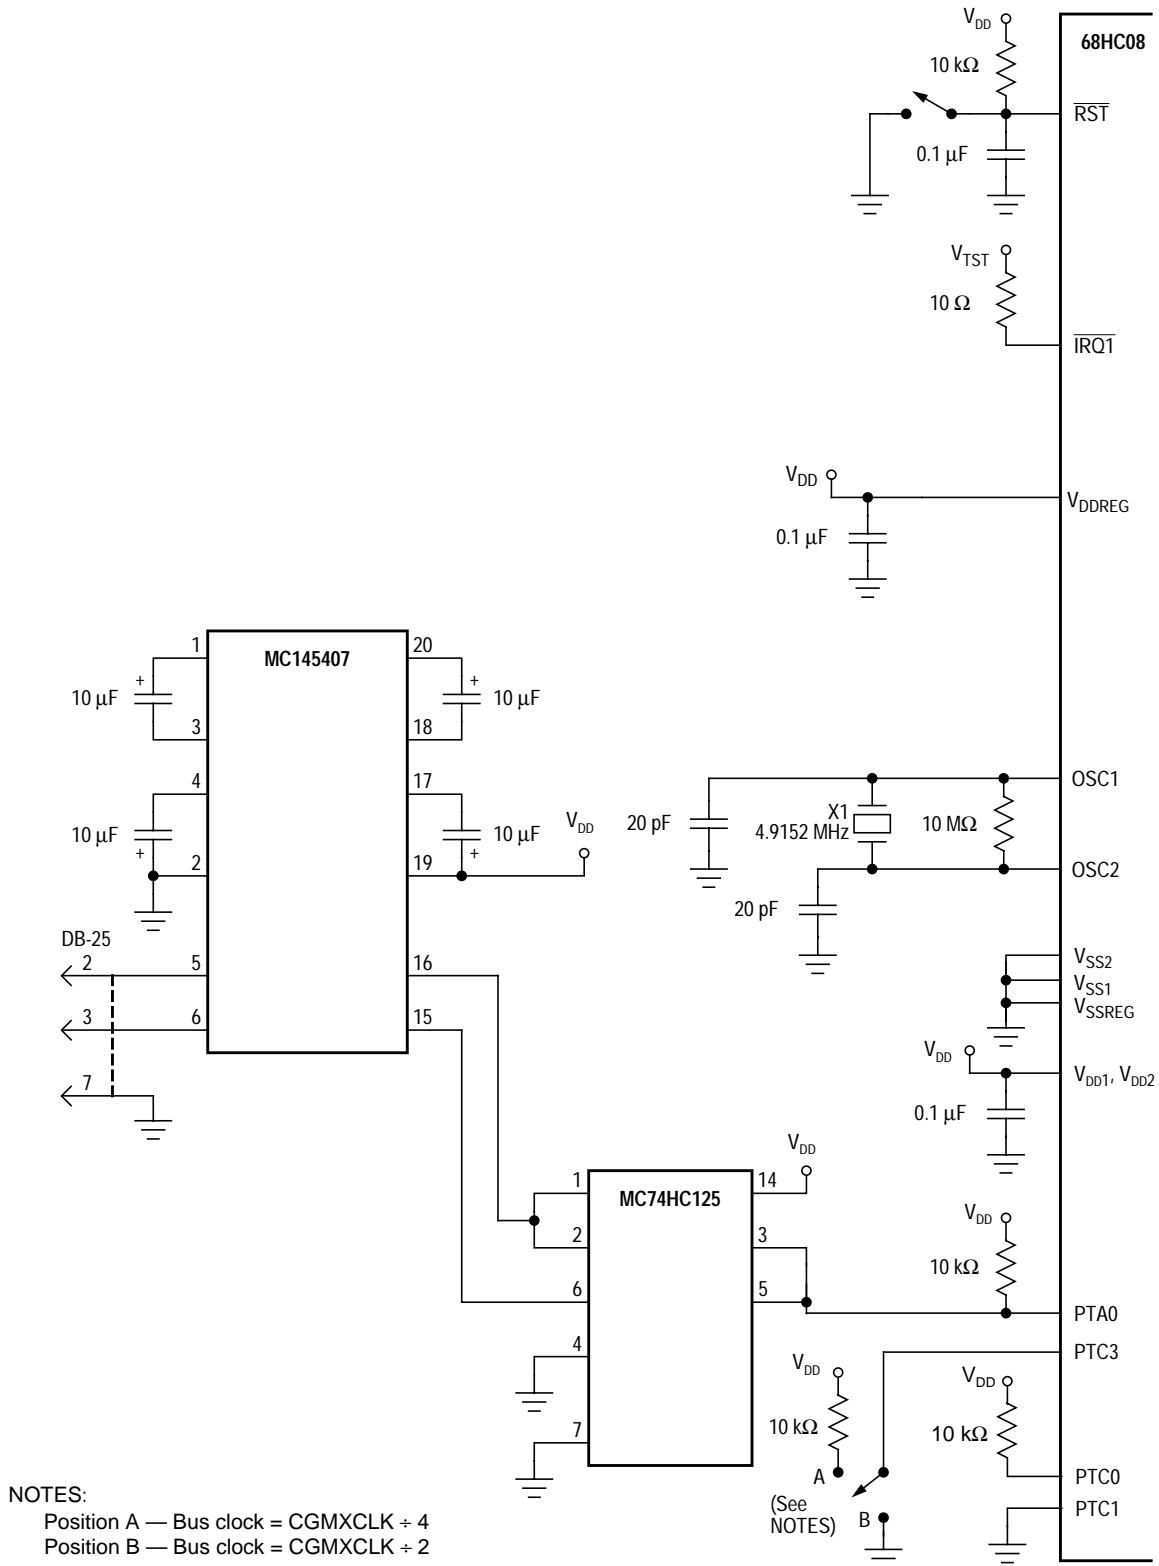 V_DD
68HC08
10 kΩ
RST
0.1 µF
V_TST
10 Ω
IRQ1
V_DD
V_DDREG
0.1 µF
1
MC145407
20
+
+
10 µF
10 µF
3
18
4
17
OSC1
10 µF
10 µF
V_DD
20 pF
X1
4.9152 MHz
10 MΩ
+
+
2
19
OSC2
20 pF
DB-25
2
5
16
V_SS2
V_SS1
V_SSREG
3
6
15
7
V_DD
V_DD1, V_DD2
0.1 µF
V_DD
1
MC74HC125
14
V_DD
2
3
10 kΩ
6
5
PTA0
4
PTC3
V_DD
V_DD
7
10 kΩ
10 kΩ
A
PTC0
(See
NOTES)
B
PTC1
NOTES:
Position A — Bus clock = CGMXCLK ÷ 4
Position B — Bus clock = CGMXCLK ÷ 2